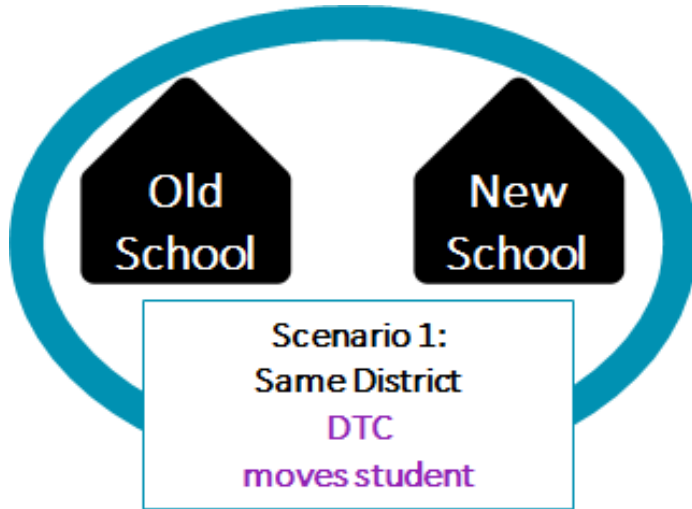 Old
School
New
School
Scenario 1:
Same District
DTC
moves student